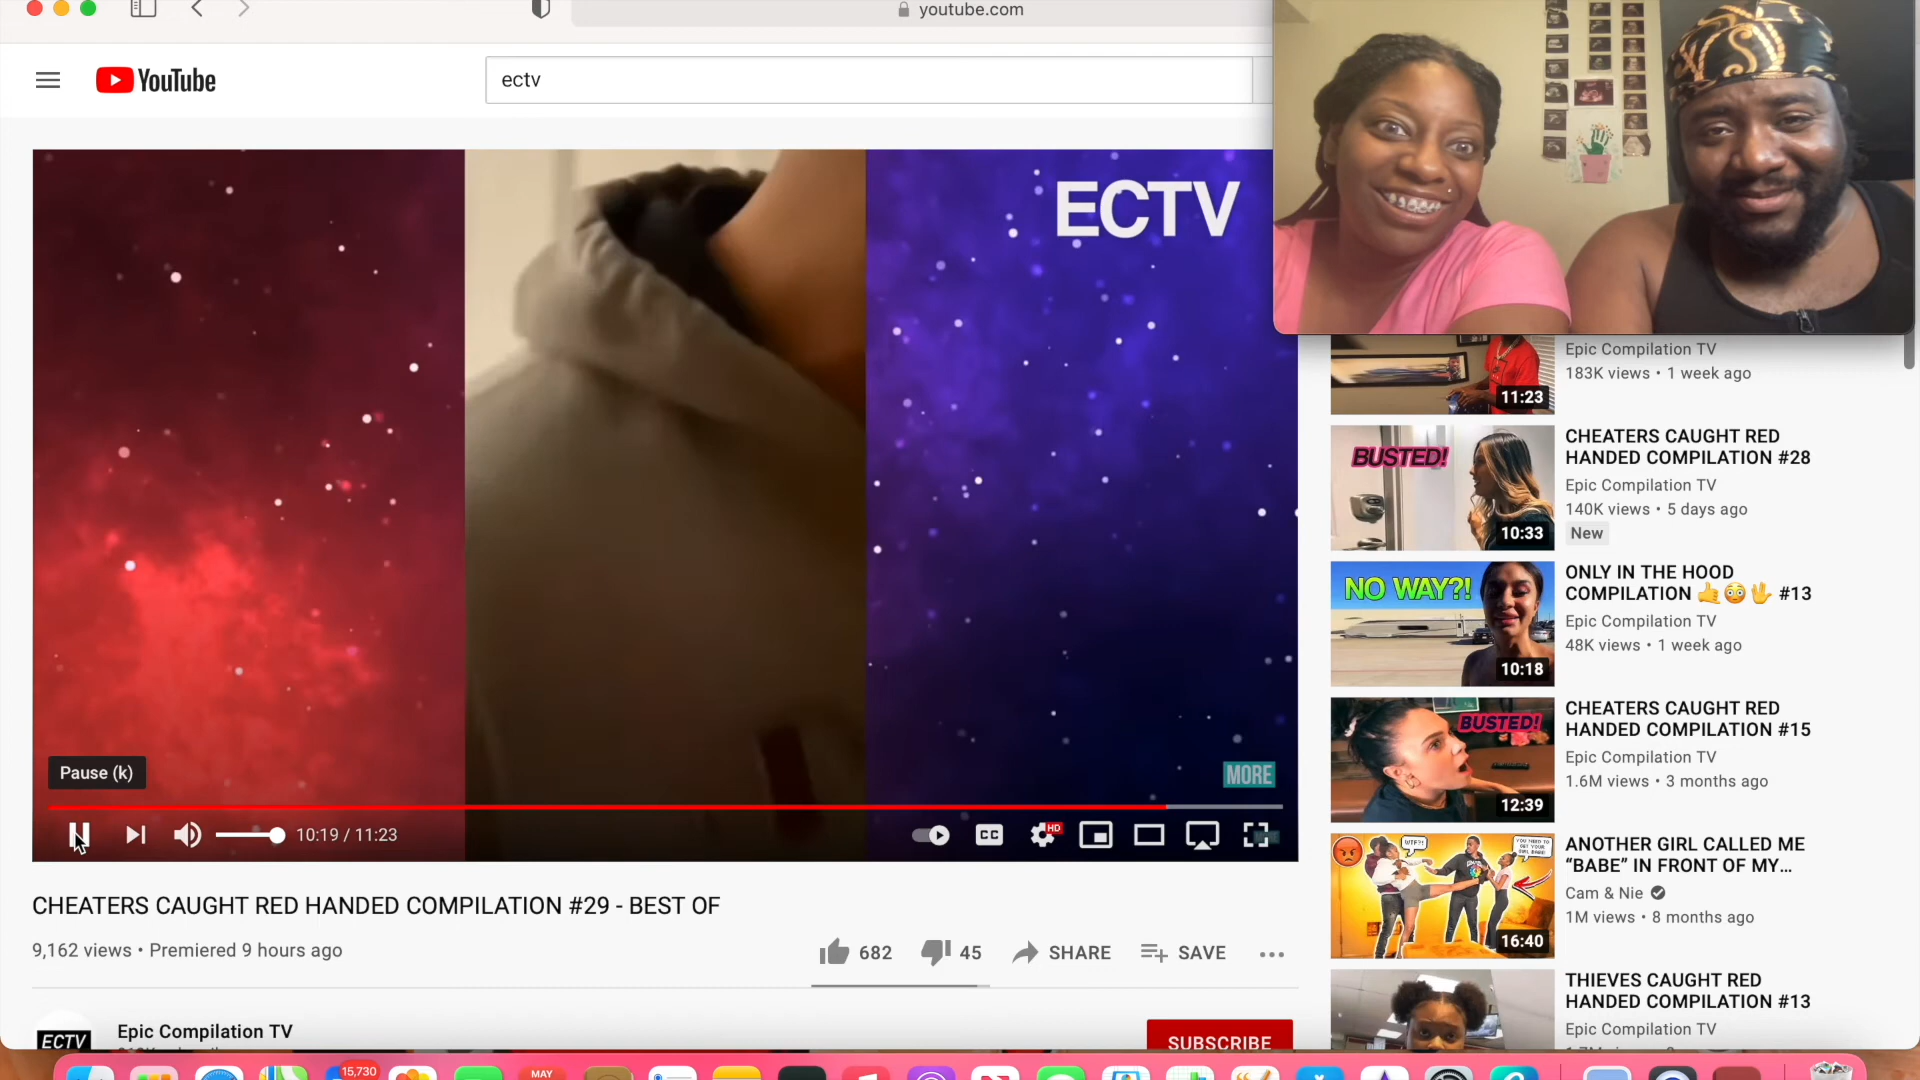 youtube.com
YouTube
ectv
ECTV
MORE
Pause (k)
10:19 / 11:23
CC
HD
CHEATERS CAUGHT RED HANDED COMPILATION #29 - BEST OF
9,162 views • Premiered 9 hours ago
682
45
SHARE
SAVE
ECTV
Epic Compilation TV
SUBSCRIBE
11:23
Epic Compilation TV
183K views • 1 week ago
BUSTED!
10:33
CHEATERS CAUGHT RED
HANDED COMPILATION #28
Epic Compilation TV
140K views • 5 days ago
New
NO WAY?!
10:18
ONLY IN THE HOOD
COMPILATION 🤙😳🖖 #13
Epic Compilation TV
48K views • 1 week ago
BUSTED!
12:39
CHEATERS CAUGHT RED
HANDED COMPILATION #15
Epic Compilation TV
1.6M views • 3 months ago
WTF?!
16:40
ANOTHER GIRL CALLED ME
“BABE” IN FRONT OF MY...
Cam & Nie
1M views • 8 months ago
THIEVES CAUGHT RED
HANDED COMPILATION #13
Epic Compilation TV
15,730
MAY